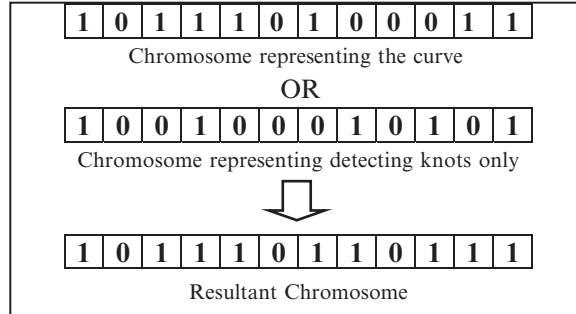 1 0 1 1 1 0 1 0 0 0 1 1
Chromosome representing the curve
OR
1 0 0 1 0 0 0 1 0 1 0 1
Chromosome representing detecting knots only
1 0 1 1 1 0 1 1 0 1 1 1
Resultant Chromosome